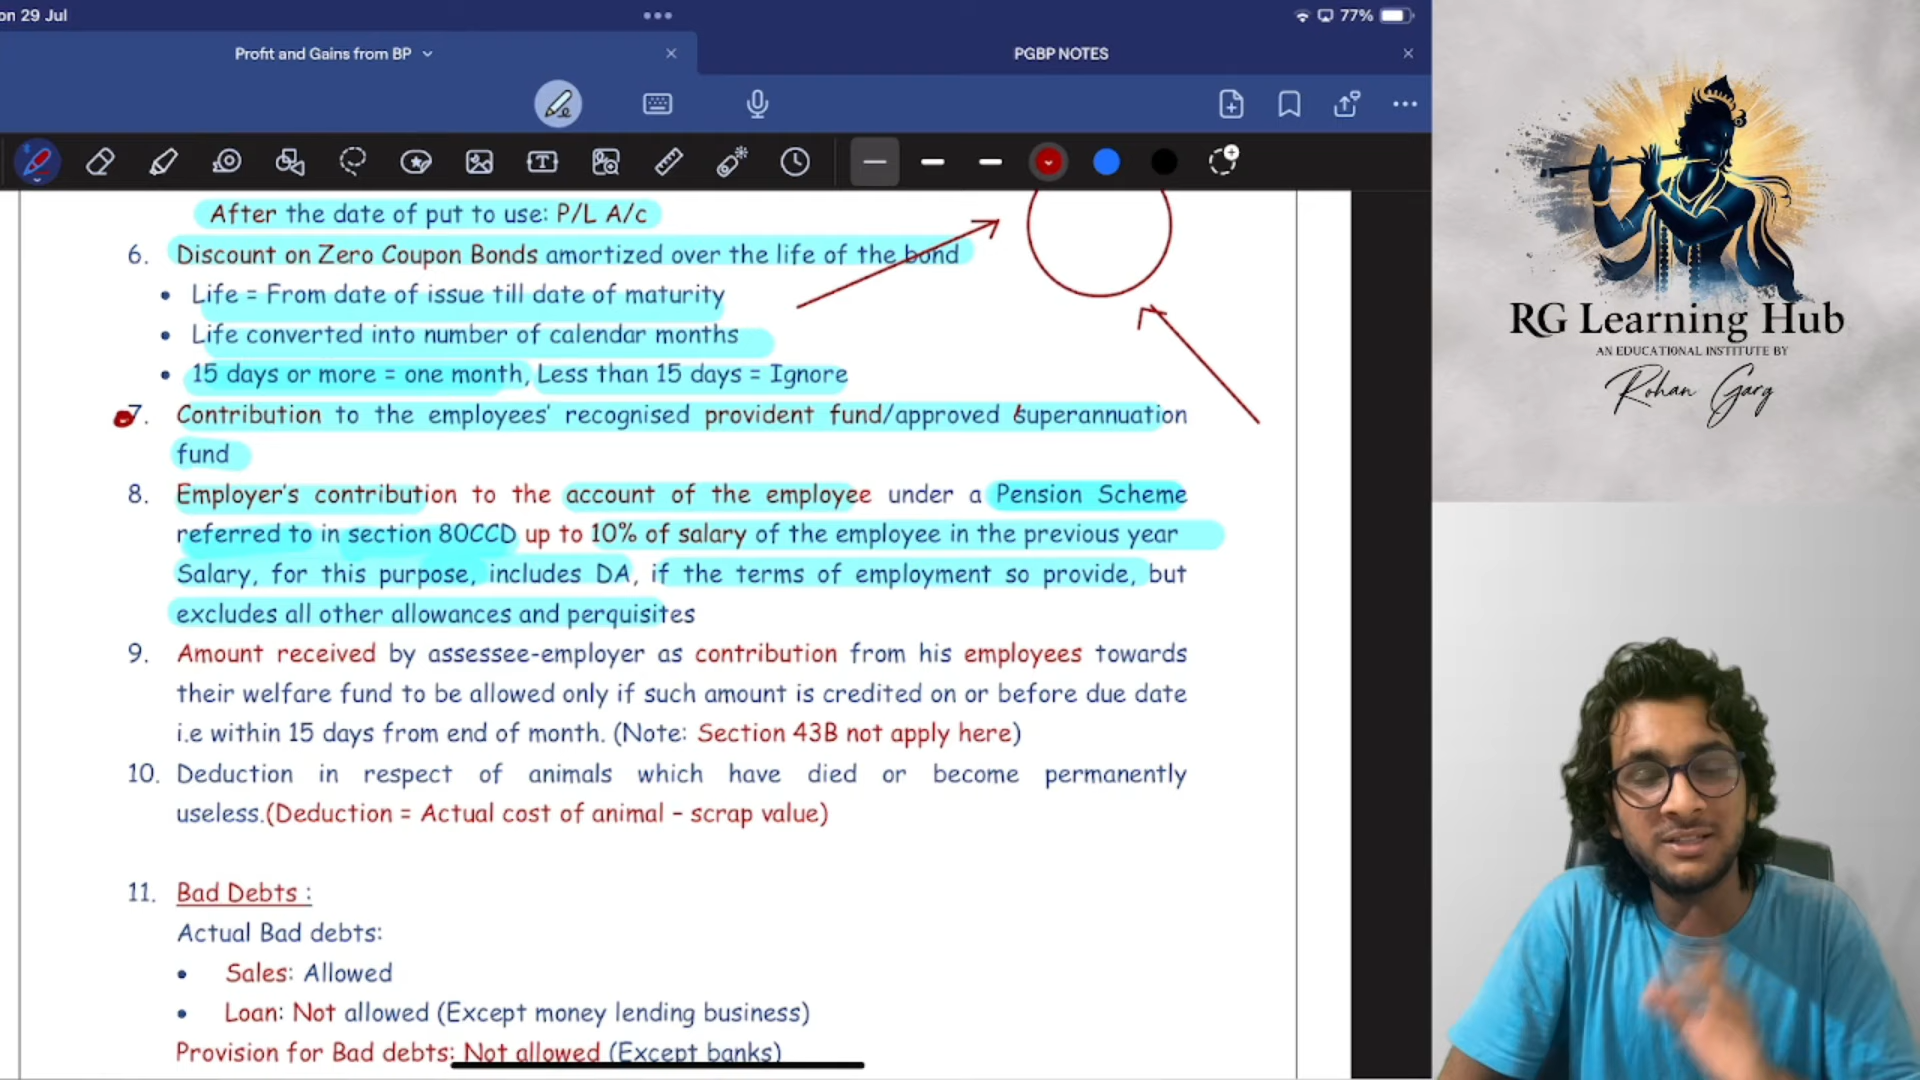 on 29 Jul
77%
Profit and Gains from BP
PGBP NOTES
After the date of put to use: P/L A/c
6. Discount on Zero Coupon Bonds amortized over the life of the bond
• Life = From date of issue till date of maturity
• Life converted into number of calendar months
• 15 days or more = one month, Less than 15 days = Ignore
7. Contribution to the employees' recognised provident fund/approved superannuation
fund
8. Employer's contribution to the account of the employee under a Pension Scheme
referred to in section 80CCD up to 10% of salary of the employee in the previous year
Salary, for this purpose, includes DA, if the terms of employment so provide, but
excludes all other allowances and perquisites
9. Amount received by assessee-employer as contribution from his employees towards
their welfare fund to be allowed only if such amount is credited on or before due date
i.e within 15 days from end of month. (Note: Section 43B not apply here)
10. Deduction in respect of animals which have died or become permanently
useless.(Deduction = Actual cost of animal – scrap value)
11. Bad Debts :
Actual Bad debts:
• Sales: Allowed
• Loan: Not allowed (Except money lending business)
Provision for Bad debts: Not allowed (Except banks)
RG Learning Hub
AN EDUCATIONAL INSTITUTE BY
Rohan Garg